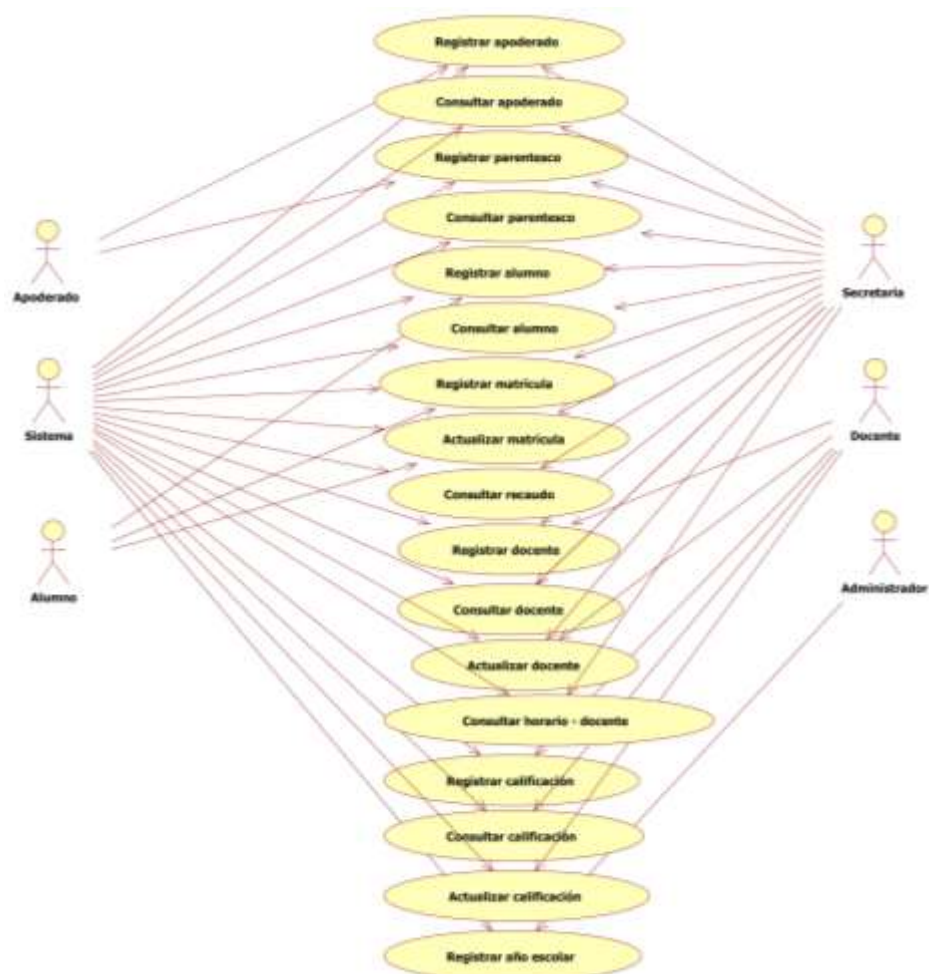 Registrar apoderado
Consultar apoderado
Registrar parentesco
Consultar parentesco
Registrar alumno
Consultar alumno
Registrar matrícula
Actualizar matrícula
Consultar recaudo
Registrar docente
Consultar docente
Actualizar docente
Consultar horario - docente
Registrar calificación
Consultar calificación
Actualizar calificación
Registrar año escolar
Apoderado
Sistema
Alumno
Secretaria
Docente
Administrador